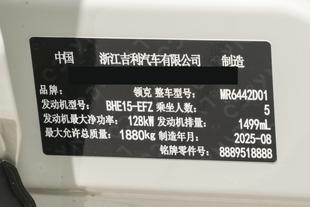 中国 浙江吉利汽车有限公司 制造
品牌: 领克 整车型号: MR6442D01
发动机型号: BHE15-EFZ 乘坐人数: 5
发动机最大净功率: 128kW 发动机排量: 1499mL
最大允许总质量: 1880kg 制造年月: 2025-08
铭牌零件号: 8889518888